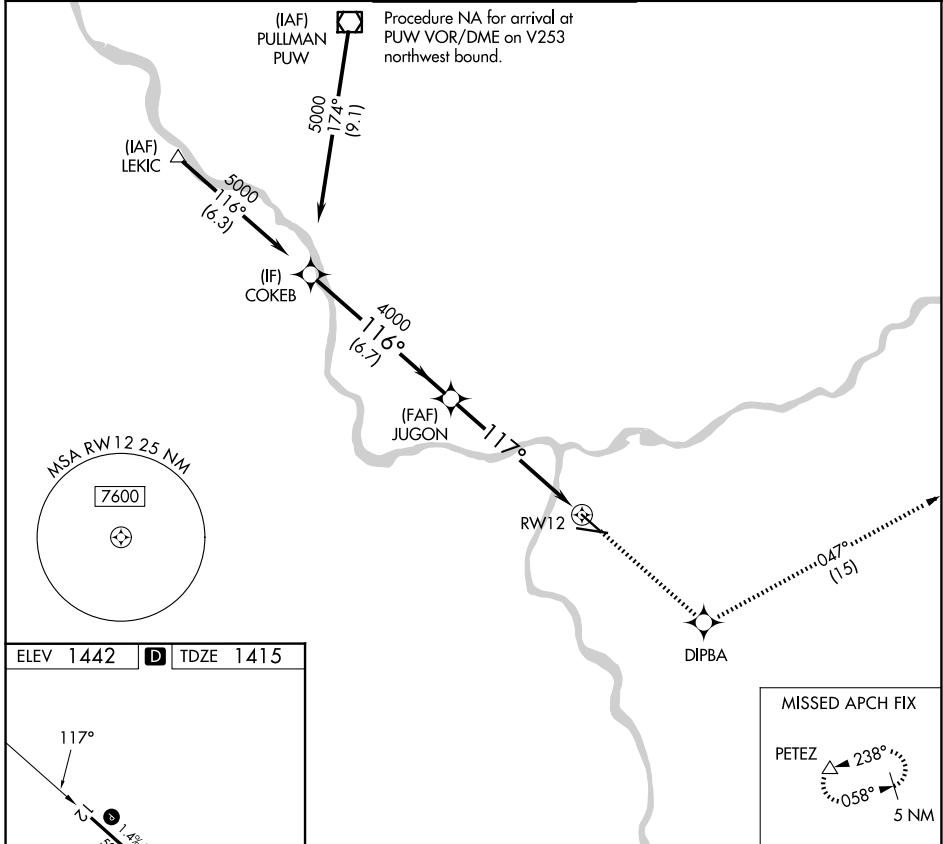 (IAF)
PULLMAN
PUW
Procedure NA for arrival at
PUW VOR/DME on V253
northwest bound.
5000
174°
(9.1)
(IAF)
LEKIC
5000
116°
(6.3)
(IF)
COKEB
4000
116°
(6.7)
(FAF)
JUGON
117°
MSA RW12 25 NM
7600
RW12
047°
(15)
DIPBA
ELEV 1442 D TDZE 1415
117°
12
P
1.4%
MISSED APCH FIX
PETEZ
238°
058°
5 NM